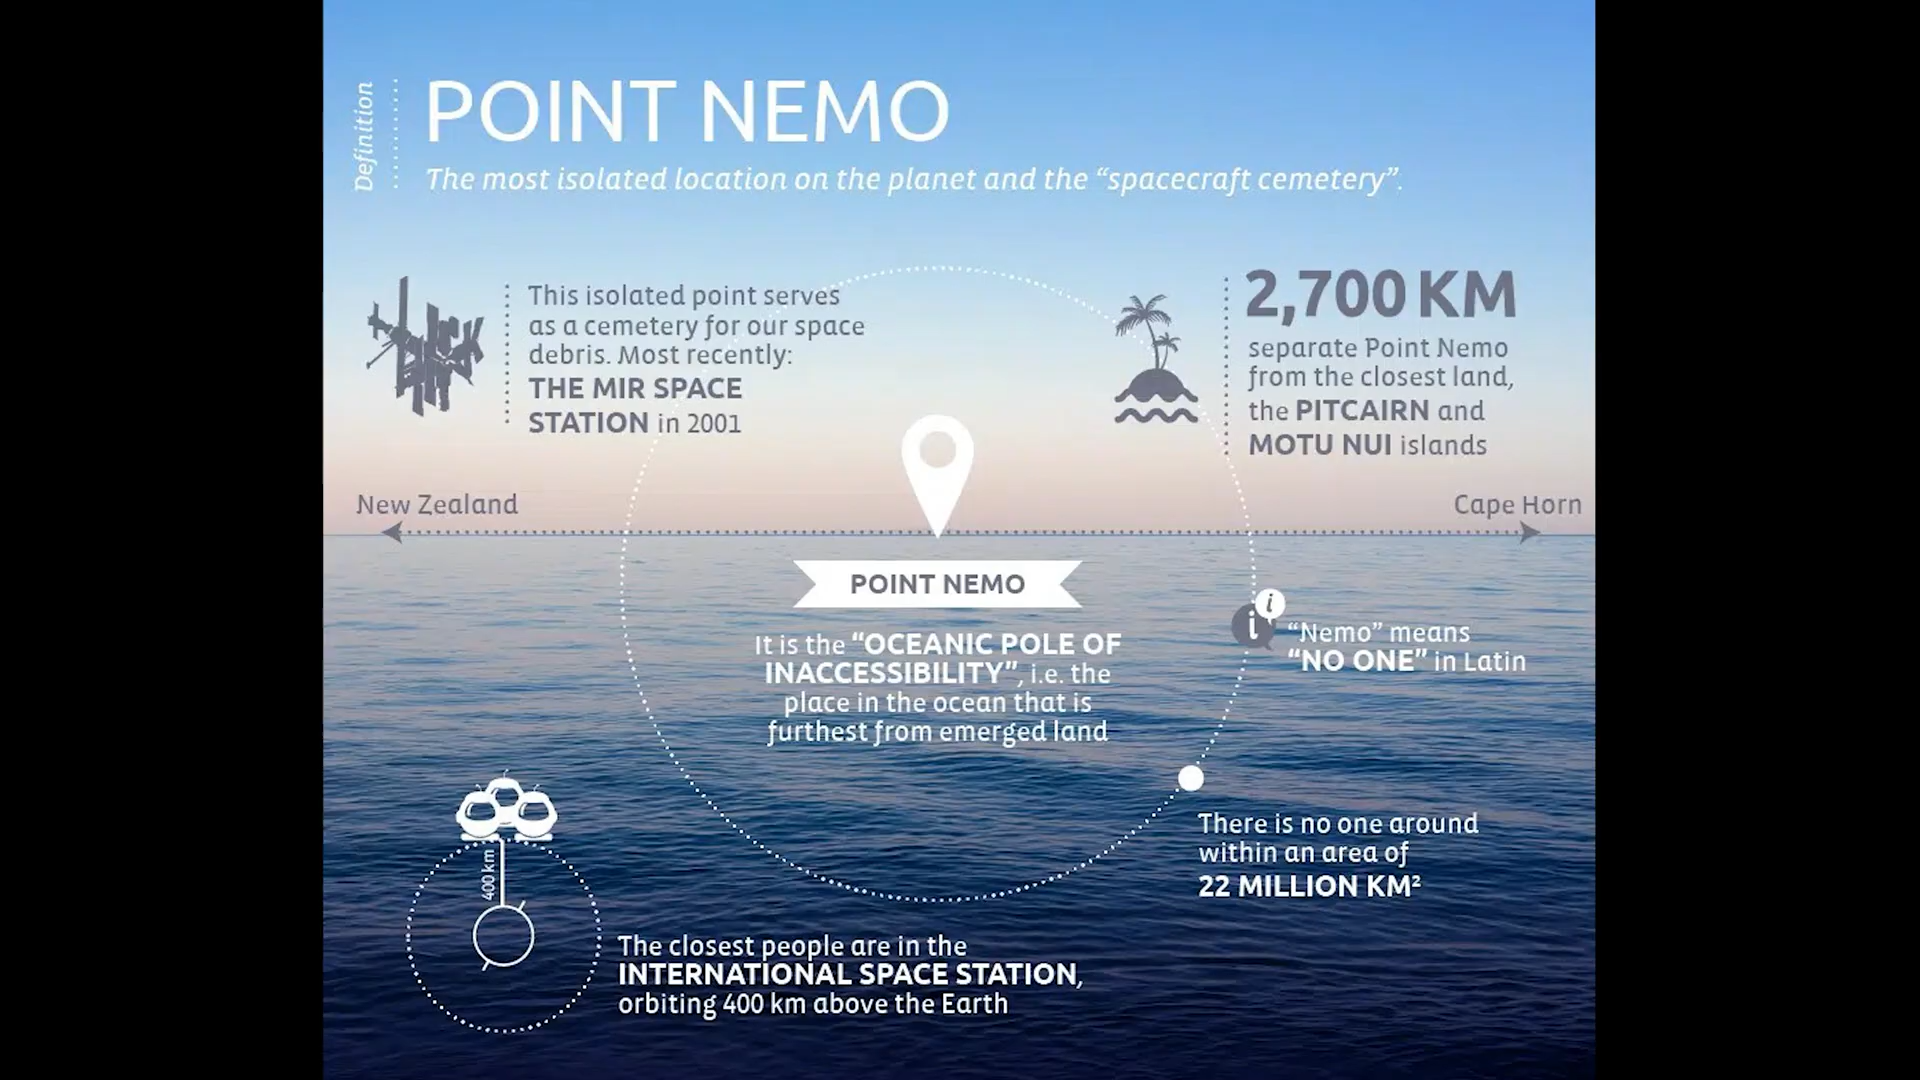 Definition
POINT NEMO
The most isolated location on the planet and the “spacecraft cemetery”.
This isolated point serves
as a cemetery for our space
debris. Most recently:
THE MIR SPACE
STATION in 2001
2,700 KM
separate Point Nemo
from the closest land,
the PITCAIRN and
MOTU NUI islands
New Zealand
Cape Horn
POINT NEMO
It is the “OCEANIC POLE OF
INACCESSIBILITY”, i.e. the
place in the ocean that is
furthest from emerged land
i
i
“Nemo” means
“NO ONE” in Latin
There is no one around
within an area of
22 MILLION KM²
400 km
The closest people are in the
INTERNATIONAL SPACE STATION,
orbiting 400 km above the Earth